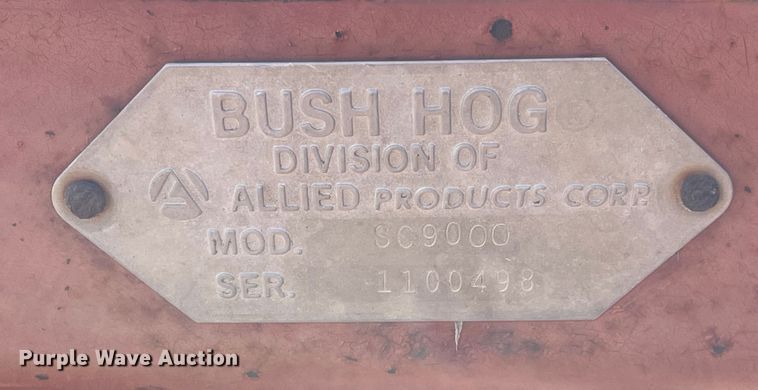 BUSH HOG®
DIVISION OF
ALLIED PRODUCTS CORP.
MOD. SC9000
SER. 1100498
Purple Wave Auction